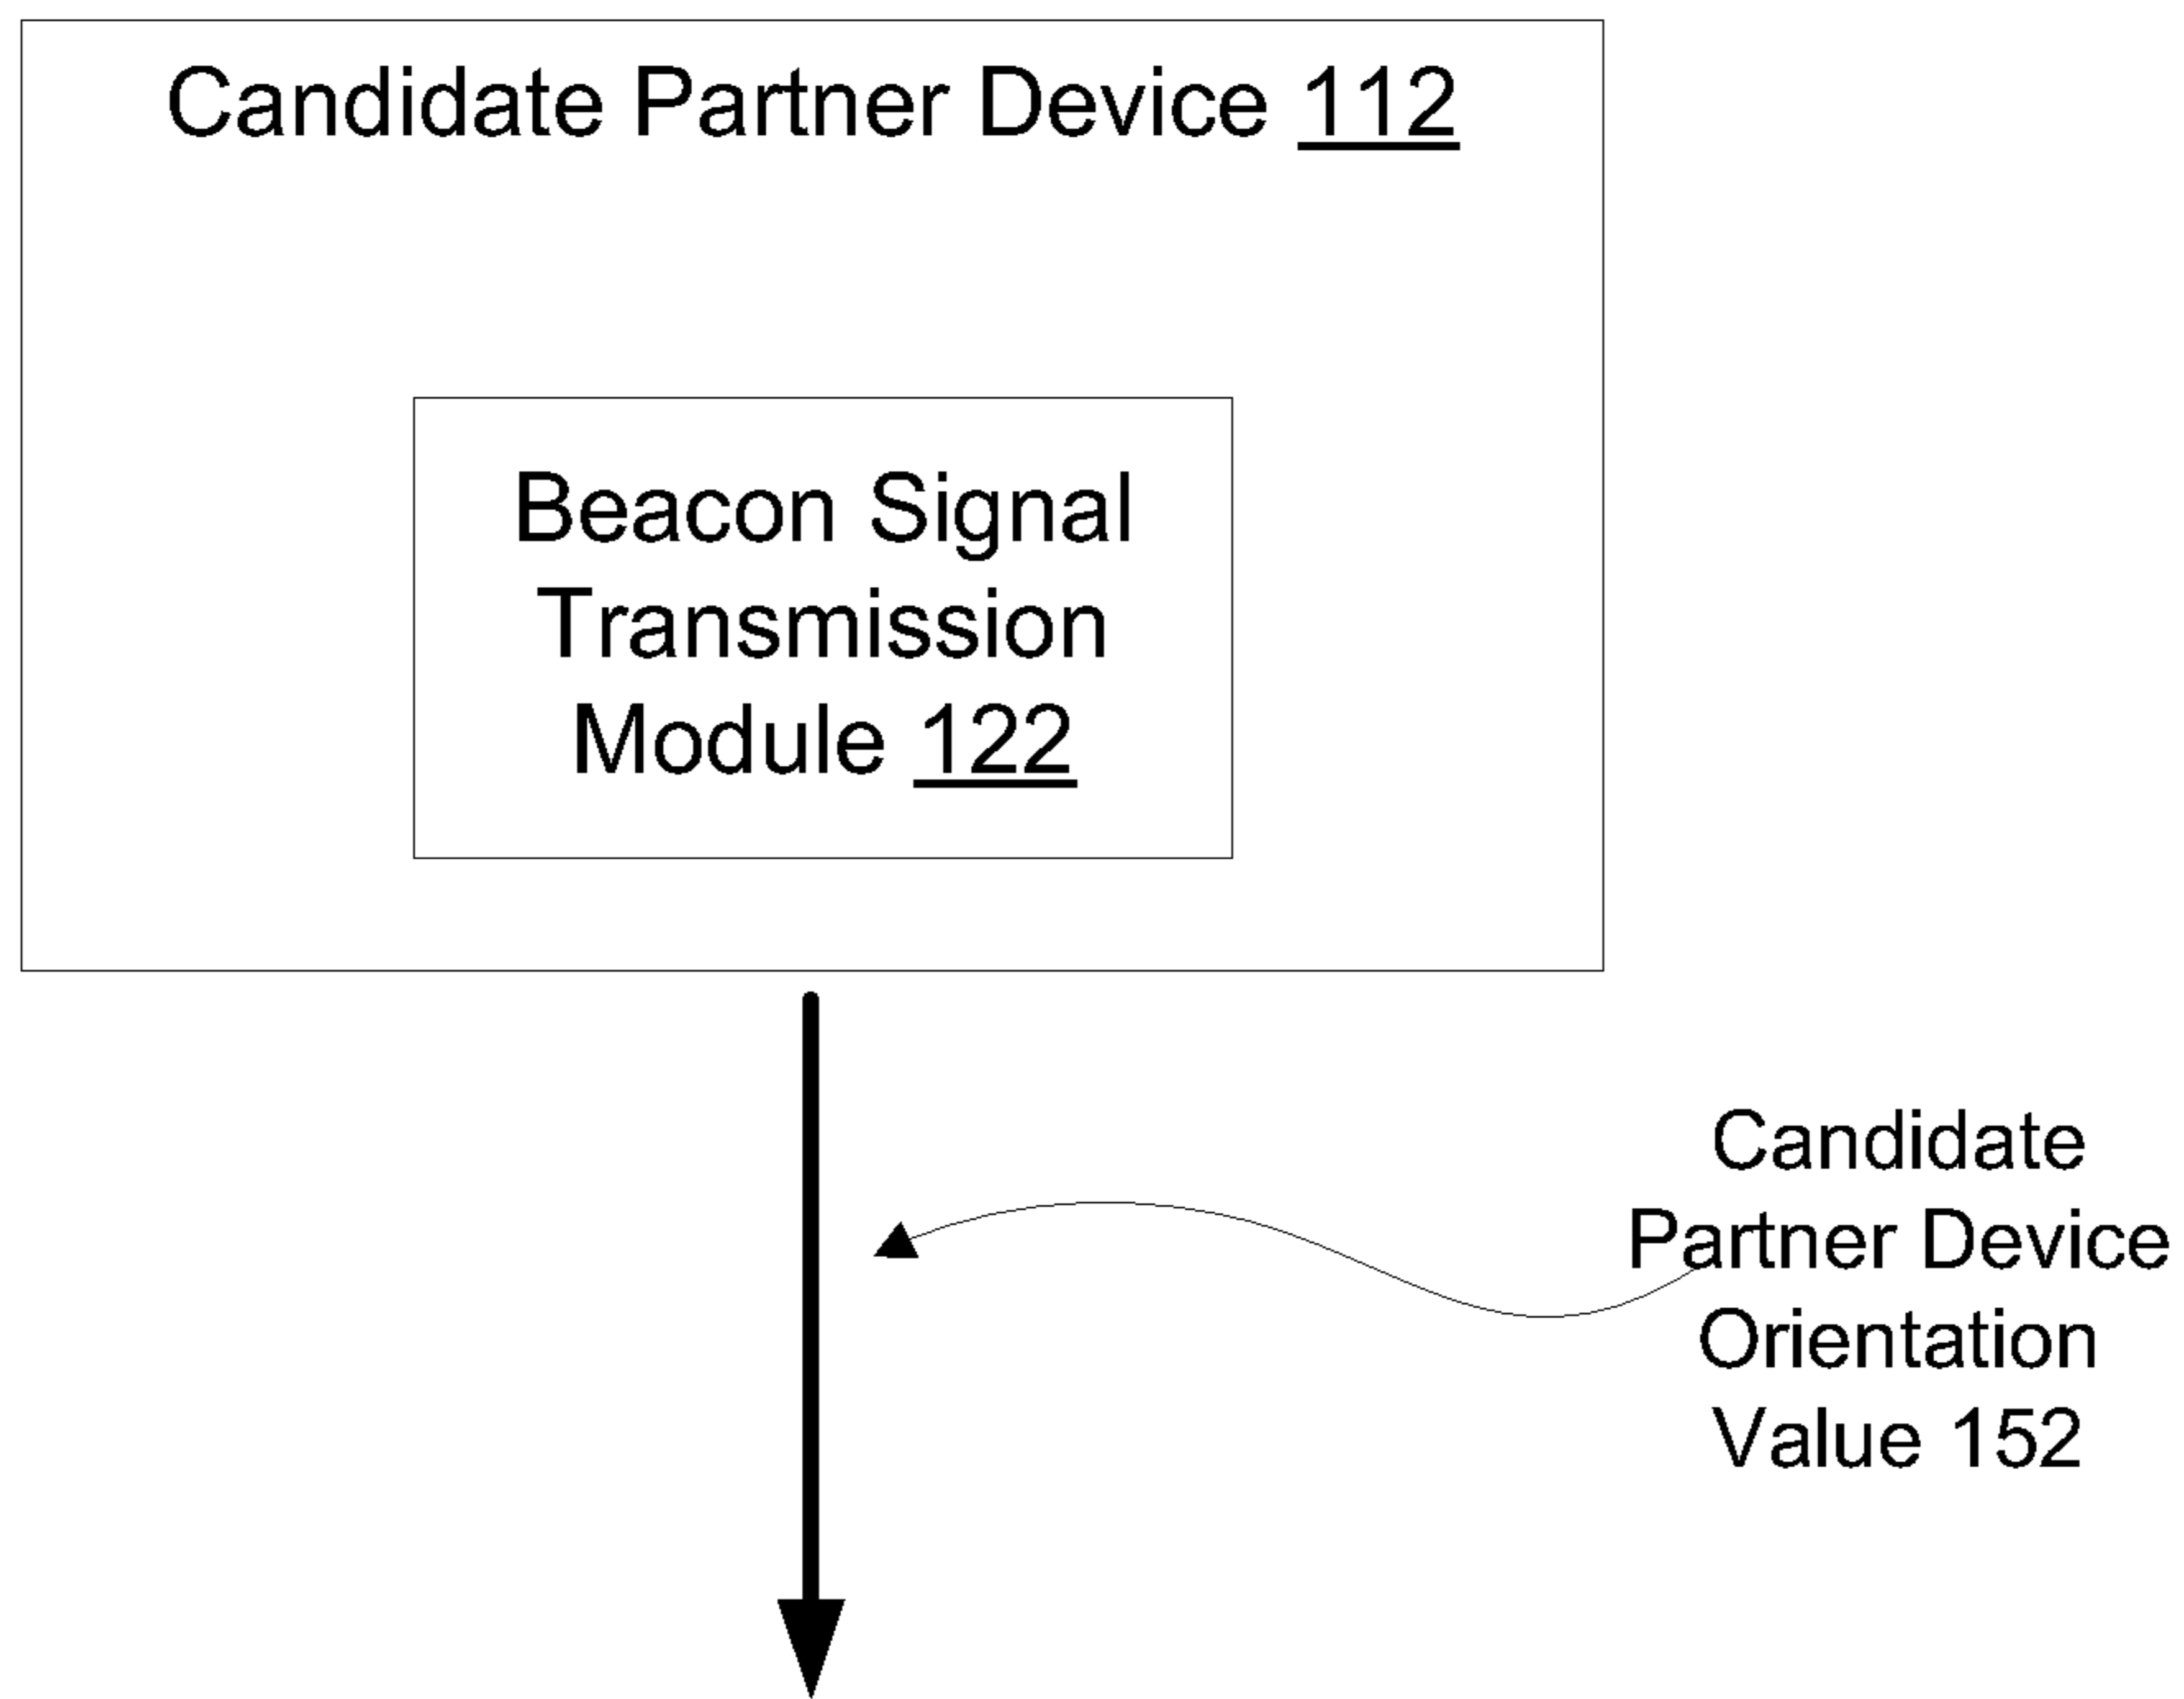 Candidate Partner Device 112
Beacon Signal
Transmission
Module 122
Candidate
Partner Device
Orientation
Value 152